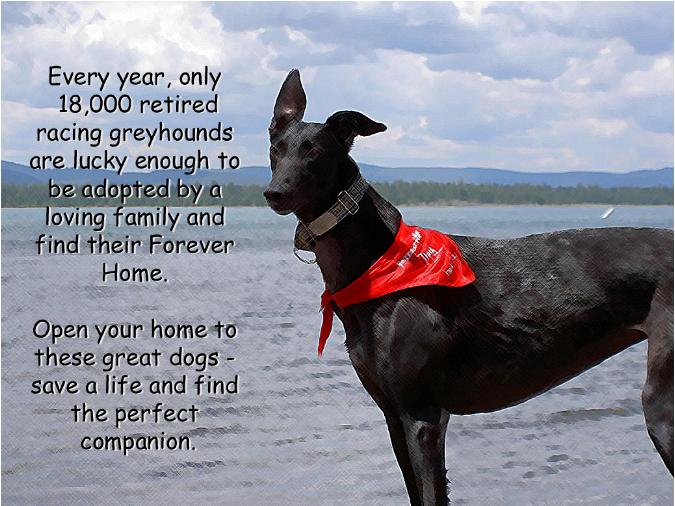 Every year, only
18,000 retired
racing greyhounds
are lucky enough to
be adopted by a
loving family and
find their Forever
Home.
Open your home to
these great dogs -
save a life and find
the perfect
companion.